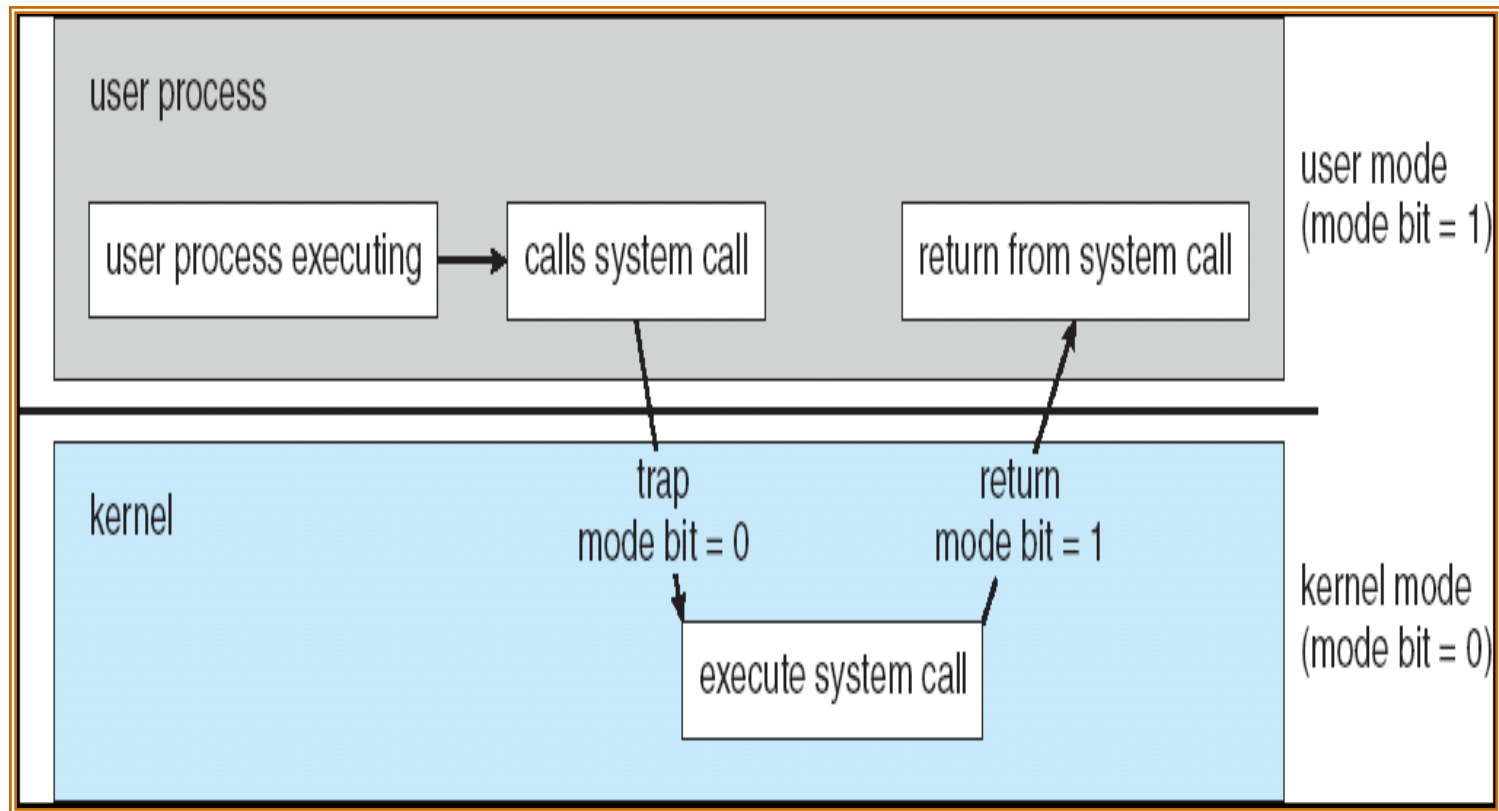 user process
user process executing
calls system call
return from system call
user mode
(mode bit = 1)
kernel
trap
mode bit = 0
return
mode bit = 1
execute system call
kernel mode
(mode bit = 0)